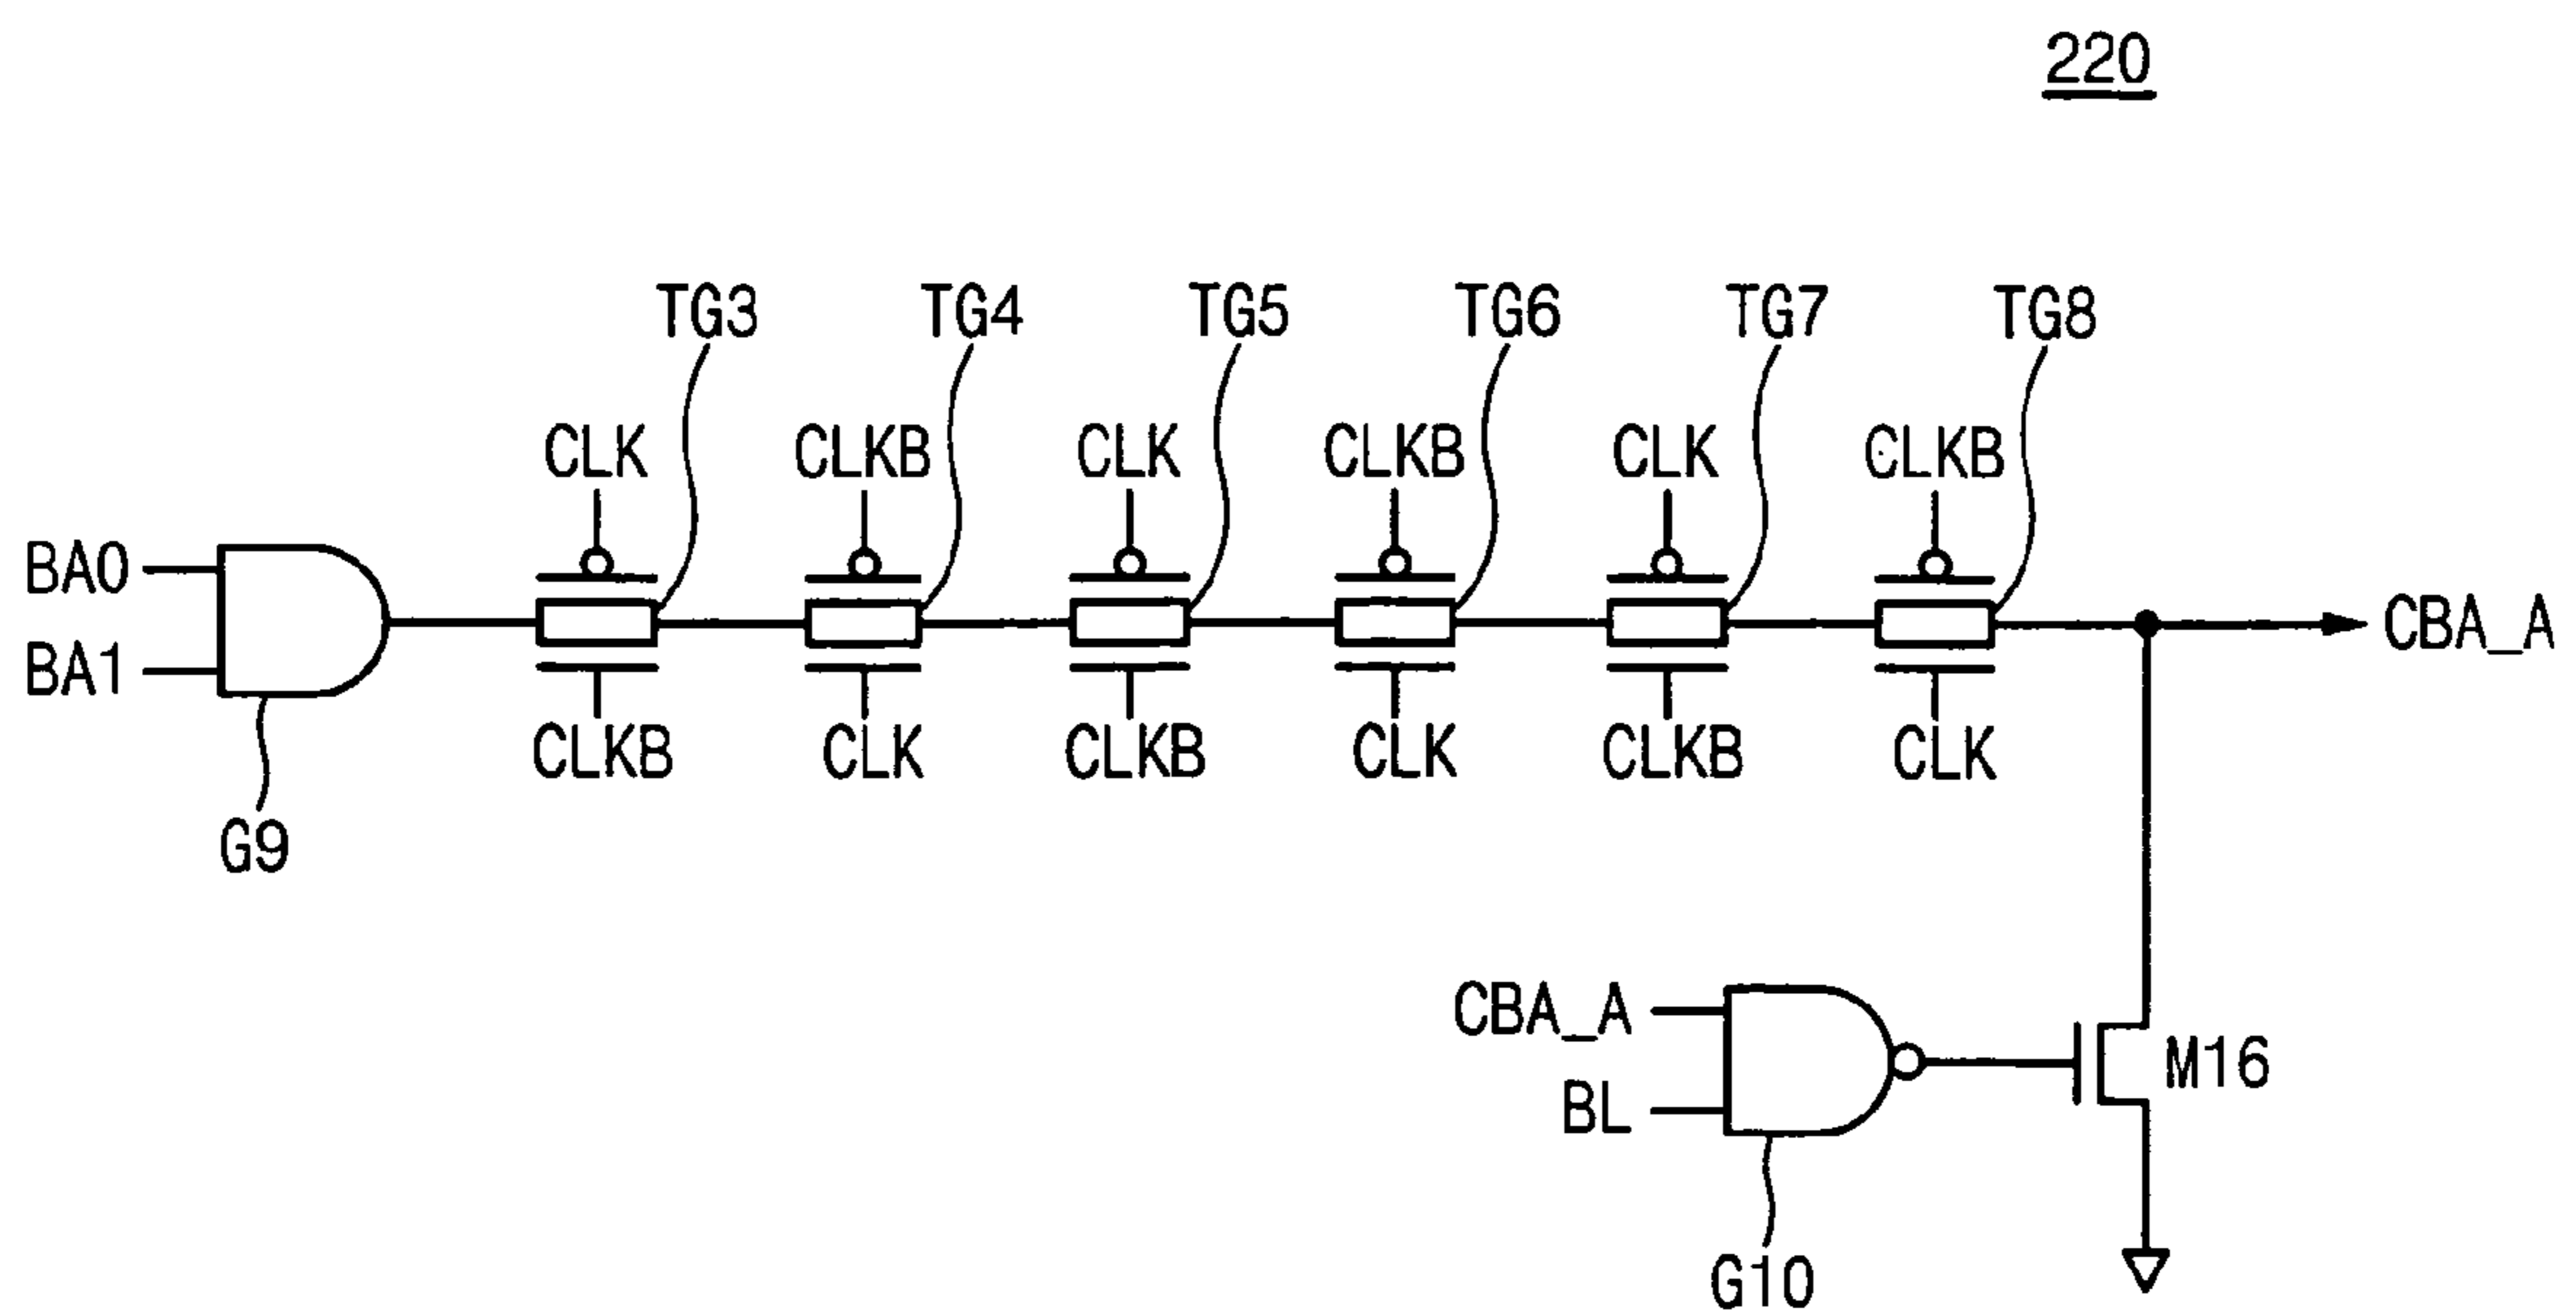 220
TG3 TG4 TG5 TG6 TG7 TG8
CLK CLKB CLK CLKB CLK CLKB
BA0
BA1
CBA_A
CLKB CLK CLKB CLK CLKB CLK
G9
CBA_A
BL
M16
G10